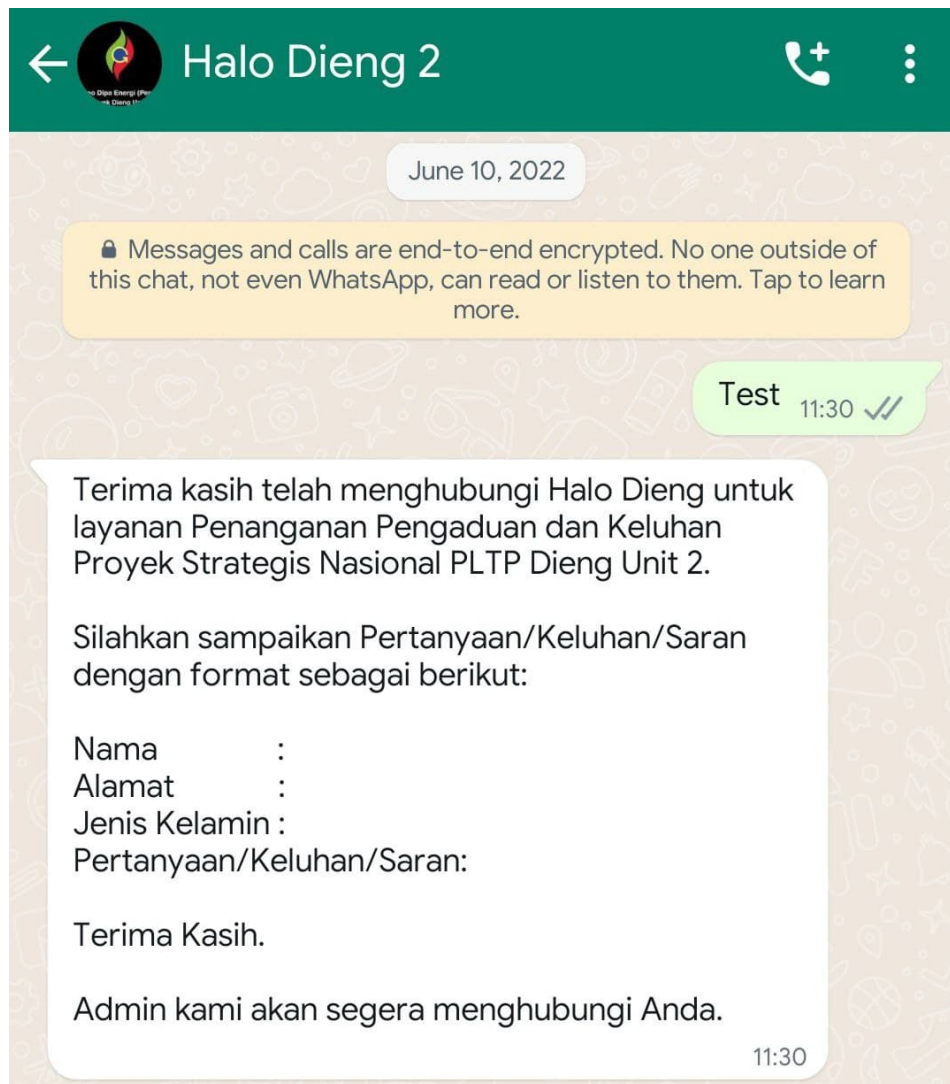 Halo Dieng 2
June 10, 2022
Messages and calls are end-to-end encrypted. No one outside of
this chat, not even WhatsApp, can read or listen to them. Tap to learn
more.
Test 11:30
Terima kasih telah menghubungi Halo Dieng untuk
layanan Penanganan Pengaduan dan Keluhan
Proyek Strategis Nasional PLTP Dieng Unit 2.
Silahkan sampaikan Pertanyaan/Keluhan/Saran
dengan format sebagai berikut:
Nama :
Alamat :
Jenis Kelamin :
Pertanyaan/Keluhan/Saran:
Terima Kasih.
Admin kami akan segera menghubungi Anda.
11:30